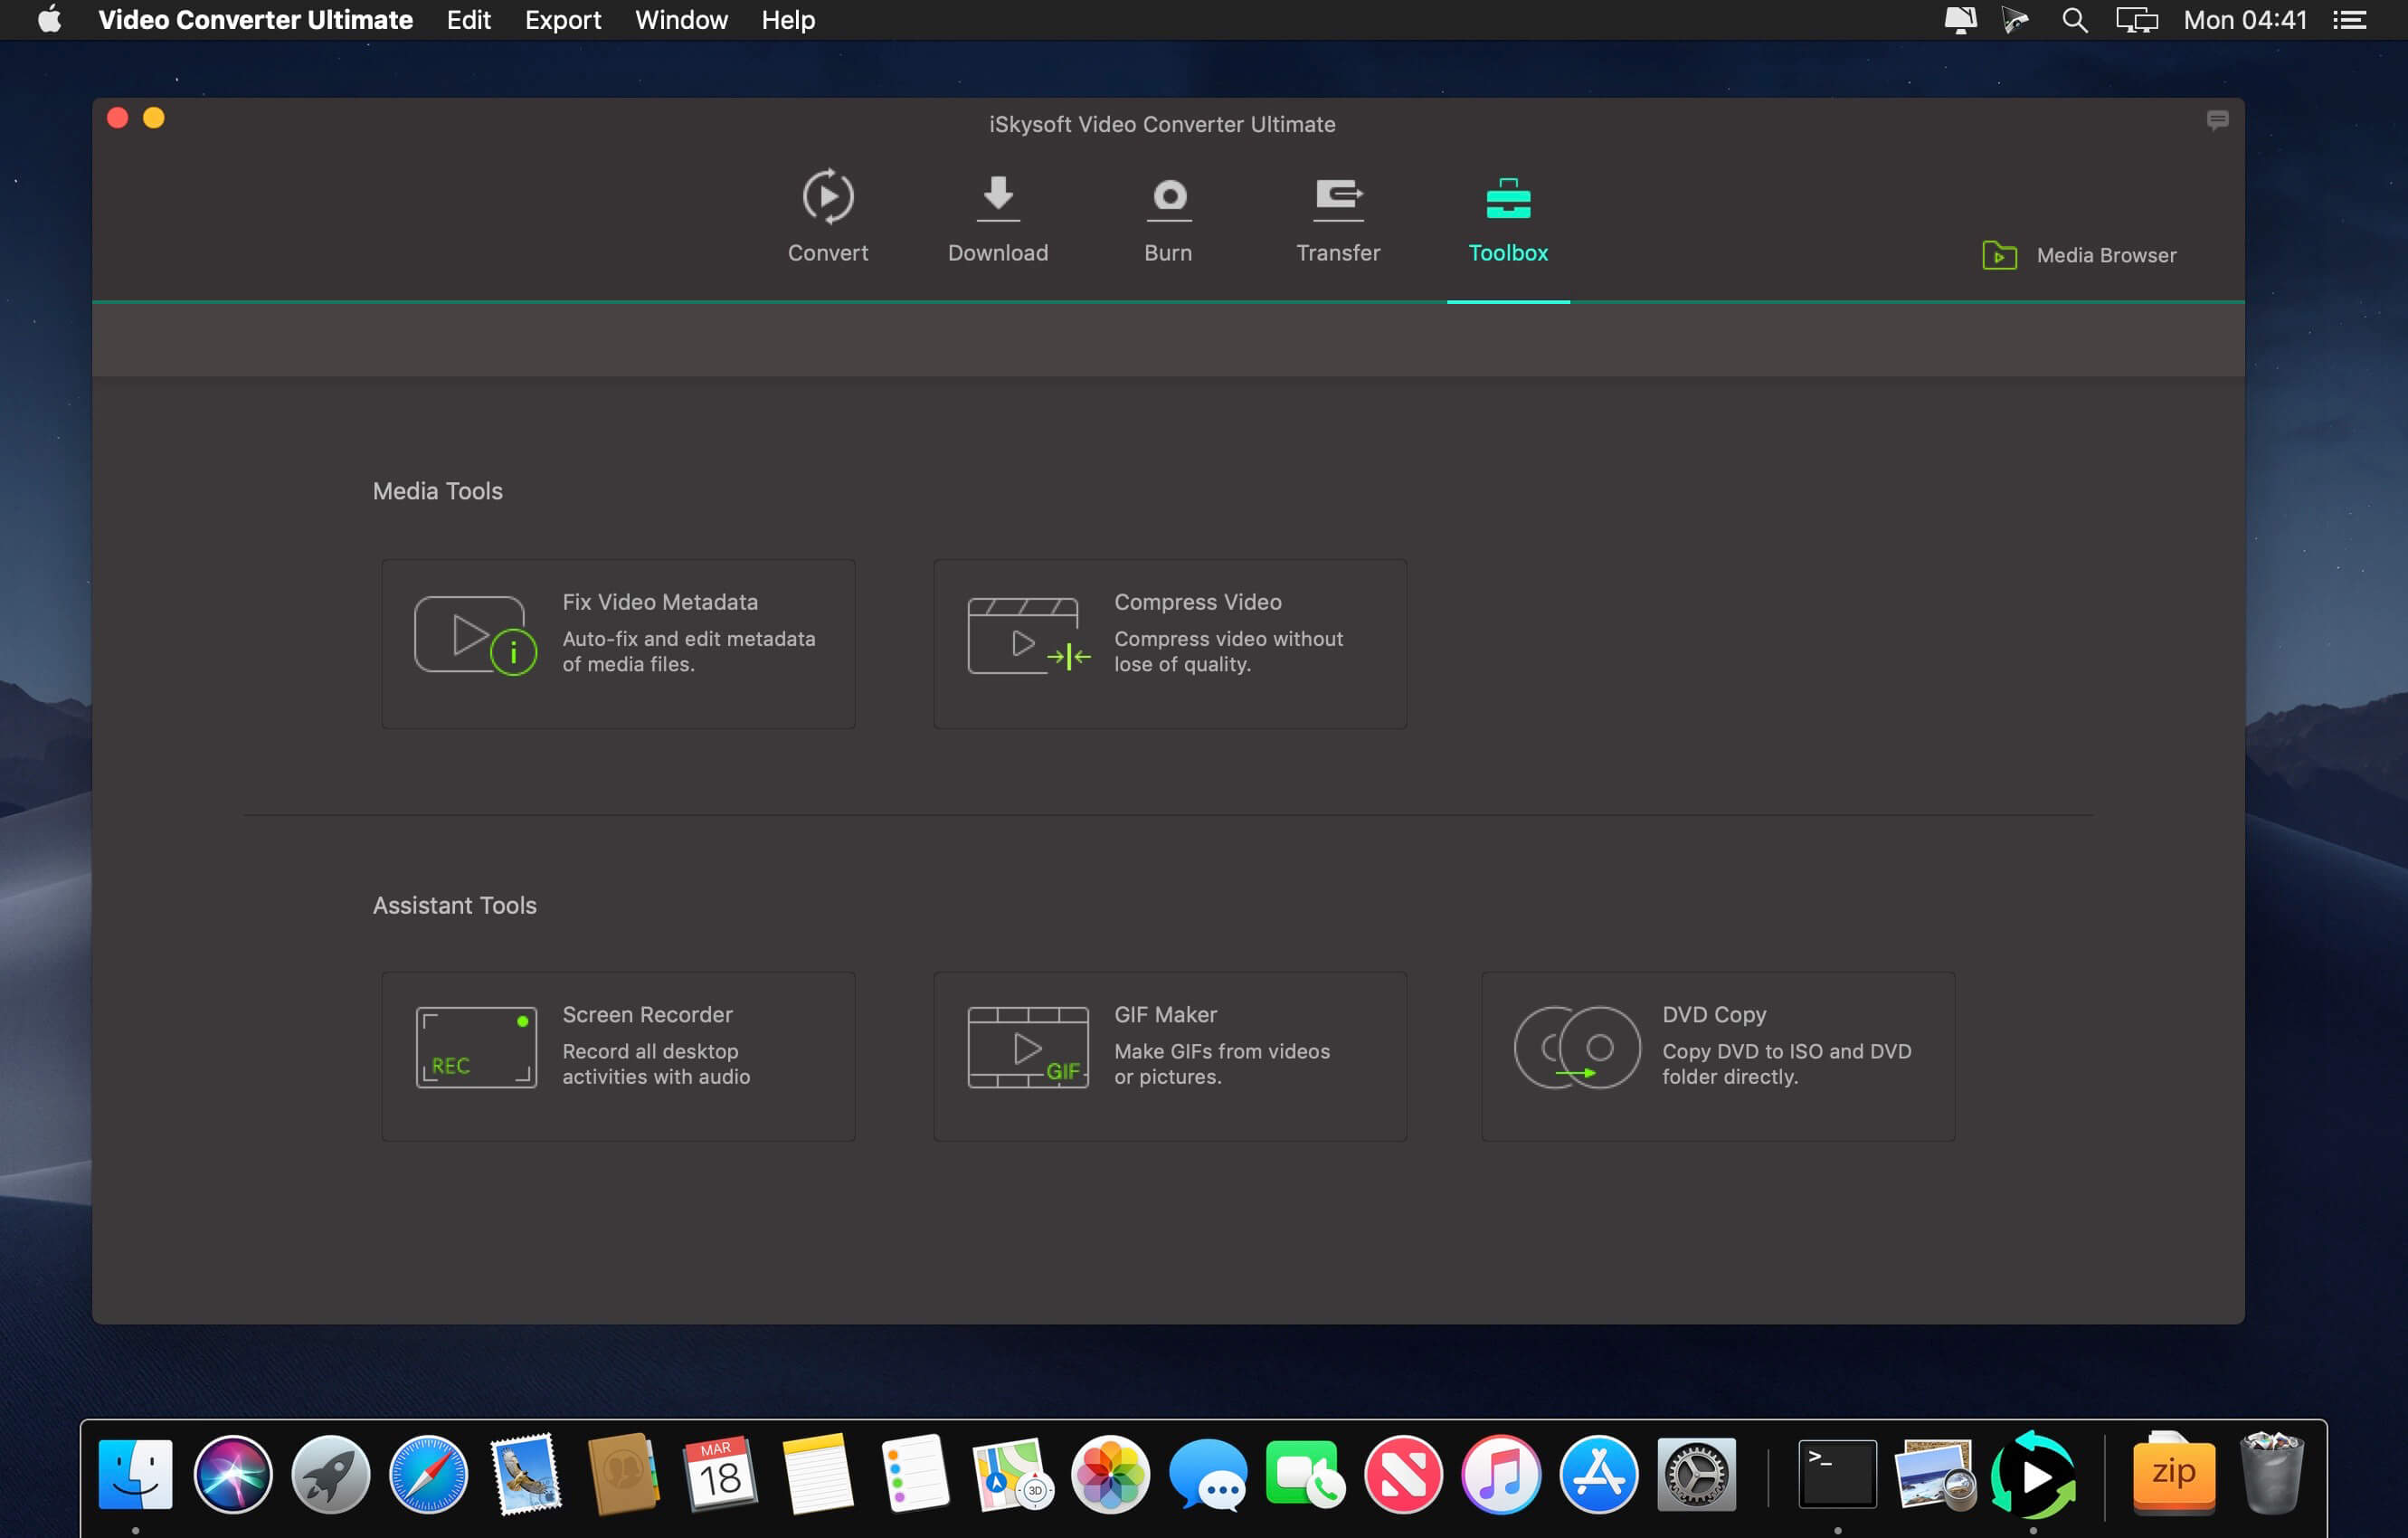 Video Converter Ultimate Edit Export Window Help Mon 04:41
iSkysoft Video Converter Ultimate
Convert Download Burn Transfer Toolbox Media Browser
Media Tools
Fix Video Metadata
Auto-fix and edit metadata
of media files.
Compress Video
Compress video without
lose of quality.
Assistant Tools
REC
Screen Recorder
Record all desktop
activities with audio
GIF
GIF Maker
Make GIFs from videos
or pictures.
DVD Copy
Copy DVD to ISO and DVD
folder directly.
MAR
18
3D
>_
zip